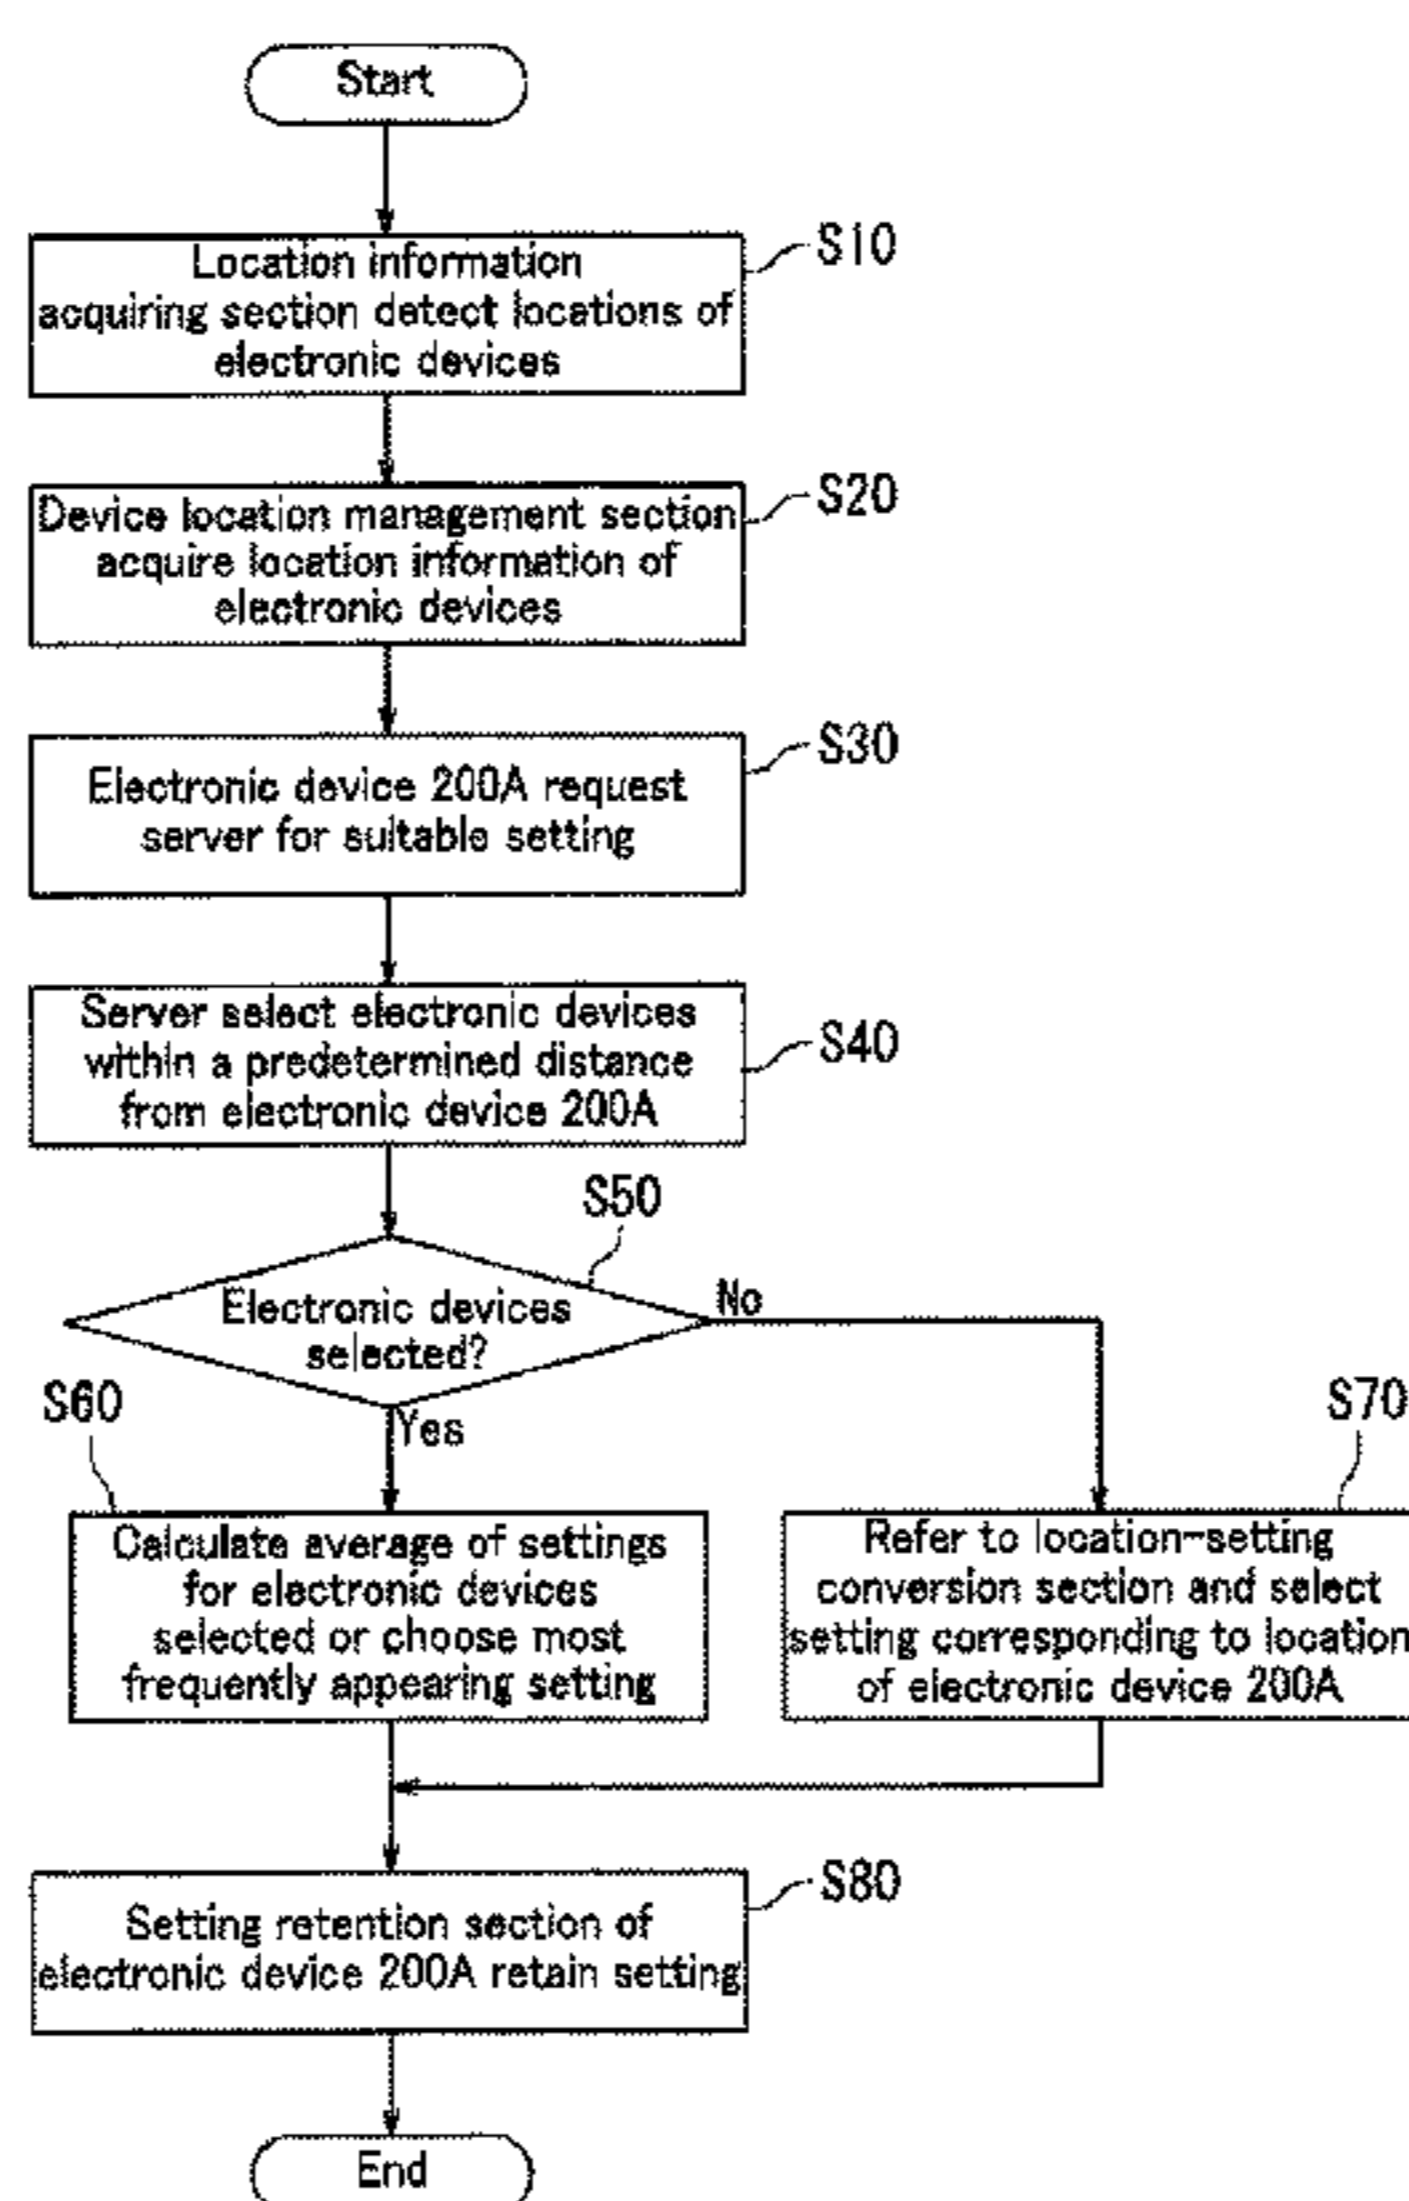 Start
S10
Location information
acquiring section detect locations of
electronic devices
S20
Device location management section
acquire location information of
electronic devices
S30
Electronic device 200A request
server for suitable setting
S40
Server select electronic devices
within a predetermined distance
from electronic device 200A
S50
Electronic devices
selected?
No
Yes
S60
Calculate average of settings
for electronic devices
selected or choose most
frequently appearing setting
S70
Refer to location-setting
conversion section and select
setting corresponding to location
of electronic device 200A
S80
Setting retention section of
electronic device 200A retain setting
End